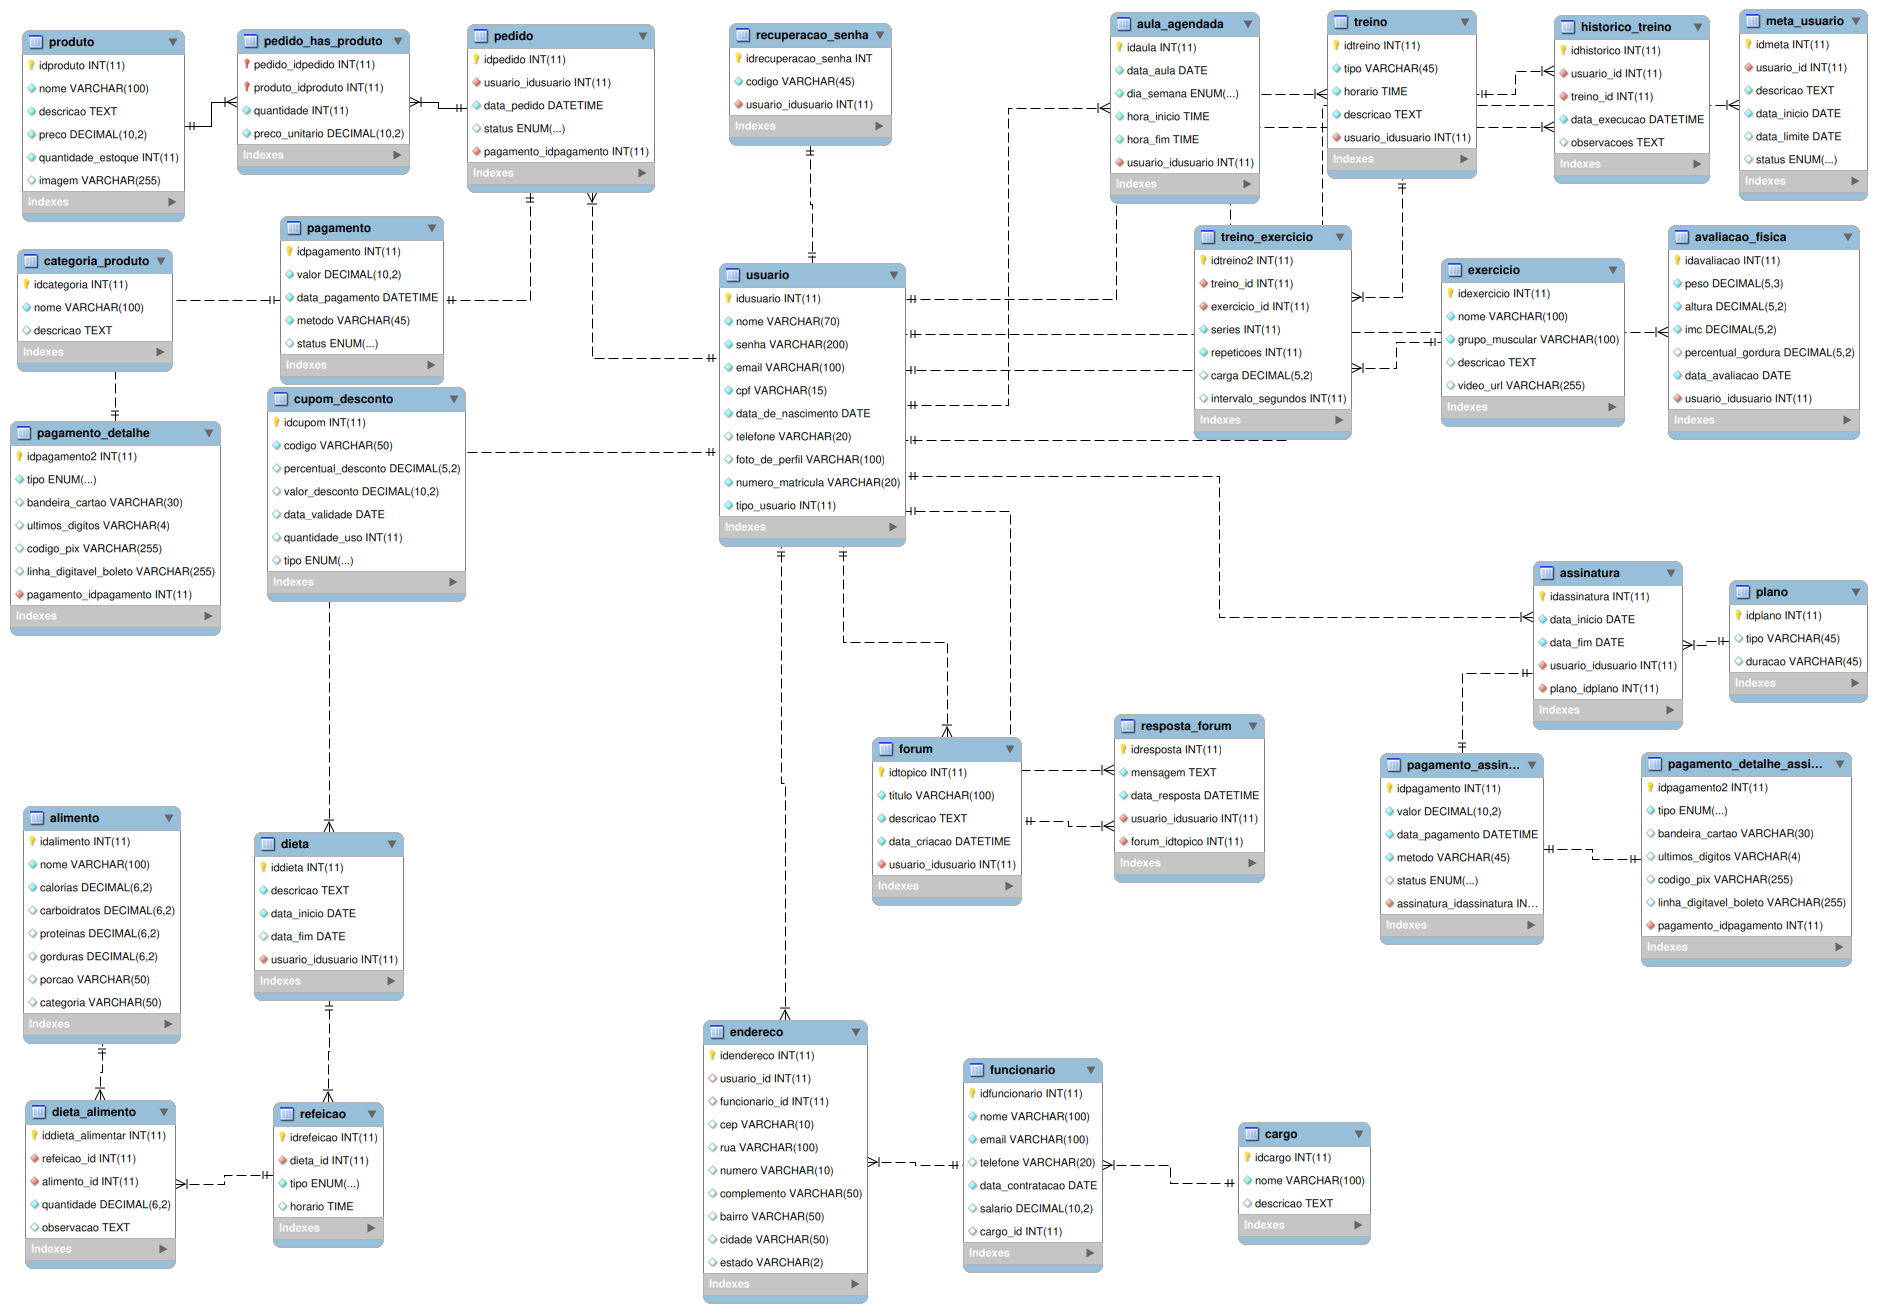 produto
idproduto INT(11)
nome VARCHAR(100)
descricao TEXT
preco DECIMAL(10,2)
quantidade_estoque INT(11)
imagem VARCHAR(255)
Indexes
pedido_has_produto
pedido_idpedido INT(11)
produto_idproduto INT(11)
quantidade INT(11)
preco_unitario DECIMAL(10,2)
Indexes
pedido
idpedido INT(11)
usuario_idusuario INT(11)
data_pedido DATETIME
status ENUM(...)
pagamento_idpagamento INT(11)
Indexes
recuperacao_senha
idrecuperacao_senha INT
codigo VARCHAR(45)
usuario_idusuario INT(11)
Indexes
aula_agendada
idaula INT(11)
data_aula DATE
dia_semana ENUM(...)
hora_inicio TIME
hora_fim TIME
usuario_idusuario INT(11)
Indexes
treino
idtreino INT(11)
tipo VARCHAR(45)
horario TIME
descricao TEXT
usuario_idusuario INT(11)
Indexes
historico_treino
idhistorico INT(11)
usuario_id INT(11)
treino_id INT(11)
data_execucao DATETIME
observacoes TEXT
Indexes
meta_usuario
idmeta INT(11)
usuario_id INT(11)
descricao TEXT
data_inicio DATE
data_limite DATE
status ENUM(...)
Indexes
categoria_produto
idcategoria INT(11)
nome VARCHAR(100)
descricao TEXT
Indexes
pagamento
idpagamento INT(11)
valor DECIMAL(10,2)
data_pagamento DATETIME
metodo VARCHAR(45)
status ENUM(...)
Indexes
usuario
idusuario INT(11)
nome VARCHAR(70)
senha VARCHAR(200)
email VARCHAR(100)
cpf VARCHAR(15)
data_de_nascimento DATE
telefone VARCHAR(20)
foto_de_perfil VARCHAR(100)
numero_matricula VARCHAR(20)
tipo_usuario INT(11)
Indexes
treino_exercicio
idtreino2 INT(11)
treino_id INT(11)
exercicio_id INT(11)
series INT(11)
repeticoes INT(11)
carga DECIMAL(5,2)
intervalo_segundos INT(11)
Indexes
exercicio
idexercicio INT(11)
nome VARCHAR(100)
grupo_muscular VARCHAR(100)
descricao TEXT
video_url VARCHAR(255)
Indexes
avaliacao_fisica
idavaliacao INT(11)
peso DECIMAL(5,3)
altura DECIMAL(5,2)
imc DECIMAL(5,2)
percentual_gordura DECIMAL(5,2)
data_avaliacao DATE
usuario_idusuario INT(11)
Indexes
pagamento_detalhe
idpagamento2 INT(11)
tipo ENUM(...)
bandeira_cartao VARCHAR(30)
ultimos_digitos VARCHAR(4)
codigo_pix VARCHAR(255)
linha_digitavel_boleto VARCHAR(255)
pagamento_idpagamento INT(11)
Indexes
cupom_desconto
idcupom INT(11)
codigo VARCHAR(50)
percentual_desconto DECIMAL(5,2)
valor_desconto DECIMAL(10,2)
data_validade DATE
quantidade_uso INT(11)
tipo ENUM(...)
Indexes
assinatura
idassinatura INT(11)
data_inicio DATE
data_fim DATE
usuario_idusuario INT(11)
plano_idplano INT(11)
Indexes
plano
idplano INT(11)
tipo VARCHAR(45)
duracao VARCHAR(45)
Indexes
forum
idtopico INT(11)
titulo VARCHAR(100)
descricao TEXT
data_criacao DATETIME
usuario_idusuario INT(11)
Indexes
resposta_forum
idresposta INT(11)
mensagem TEXT
data_resposta DATETIME
usuario_idusuario INT(11)
forum_idtopico INT(11)
Indexes
pagamento_assin...
idpagamento INT(11)
valor DECIMAL(10,2)
data_pagamento DATETIME
metodo VARCHAR(45)
status ENUM(...)
assinatura_idassinatura IN...
Indexes
pagamento_detalhe_assi...
idpagamento2 INT(11)
tipo ENUM(...)
bandeira_cartao VARCHAR(30)
ultimos_digitos VARCHAR(4)
codigo_pix VARCHAR(255)
linha_digitavel_boleto VARCHAR(255)
pagamento_idpagamento INT(11)
Indexes
alimento
idalimento INT(11)
nome VARCHAR(100)
calorias DECIMAL(6,2)
carboidratos DECIMAL(6,2)
proteinas DECIMAL(6,2)
gorduras DECIMAL(6,2)
porcao VARCHAR(50)
categoria VARCHAR(50)
Indexes
dieta
iddieta INT(11)
descricao TEXT
data_inicio DATE
data_fim DATE
usuario_idusuario INT(11)
Indexes
dieta_alimento
iddieta_alimentar INT(11)
refeicao_id INT(11)
alimento_id INT(11)
quantidade DECIMAL(6,2)
observacao TEXT
Indexes
refeicao
idrefeicao INT(11)
dieta_id INT(11)
tipo ENUM(...)
horario TIME
Indexes
endereco
idendereco INT(11)
usuario_id INT(11)
funcionario_id INT(11)
cep VARCHAR(10)
rua VARCHAR(100)
numero VARCHAR(10)
complemento VARCHAR(50)
bairro VARCHAR(50)
cidade VARCHAR(50)
estado VARCHAR(2)
Indexes
funcionario
idfuncionario INT(11)
nome VARCHAR(100)
email VARCHAR(100)
telefone VARCHAR(20)
data_contratacao DATE
salario DECIMAL(10,2)
cargo_id INT(11)
Indexes
cargo
idcargo INT(11)
nome VARCHAR(100)
descricao TEXT
Indexes